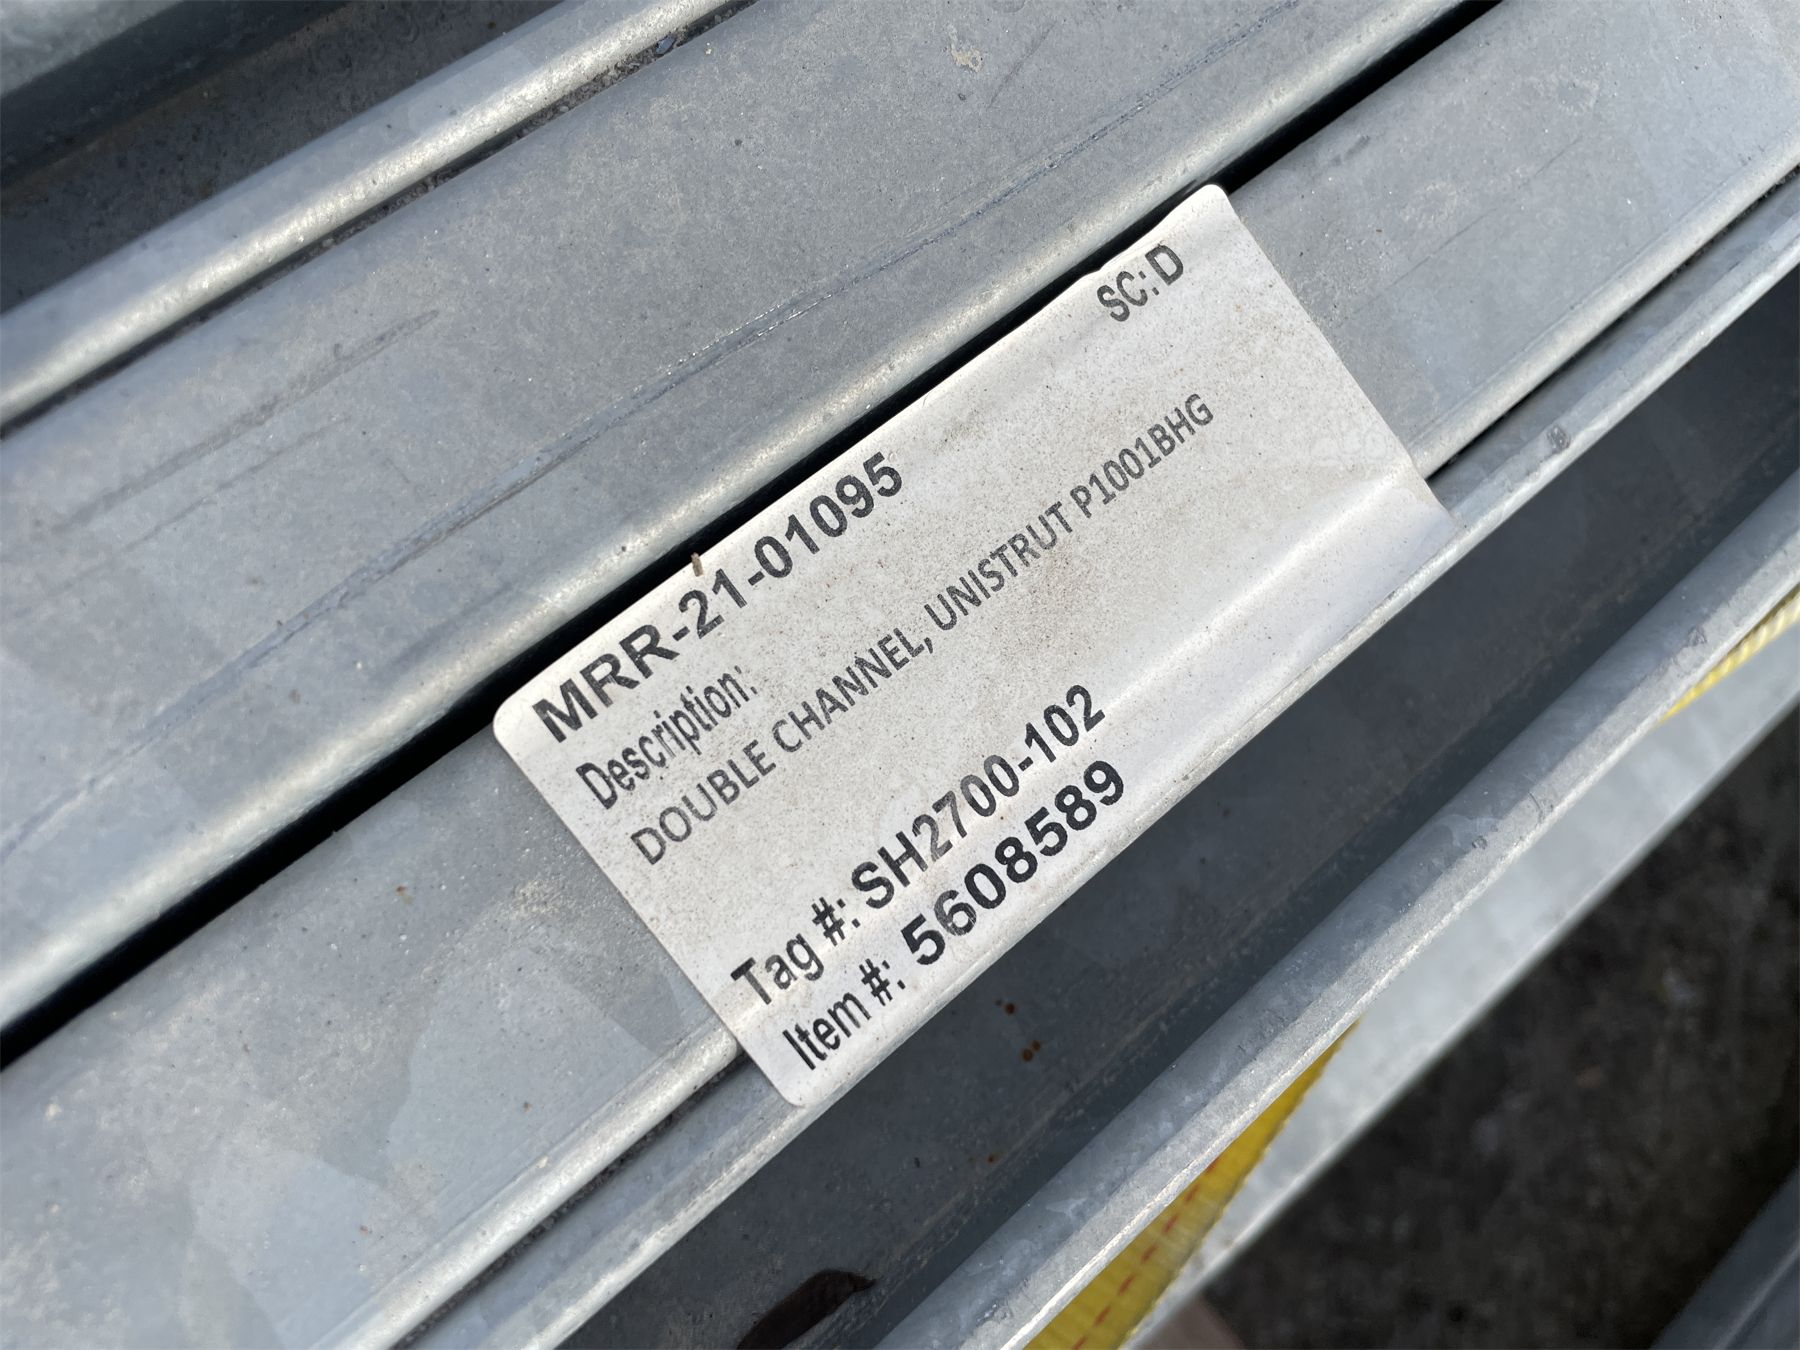 MRR-21-01095 SC: D
Description:
DOUBLE CHANNEL, UNISTRUT P1001BHG
Tag #: SH2700-102
Item #: 5608589